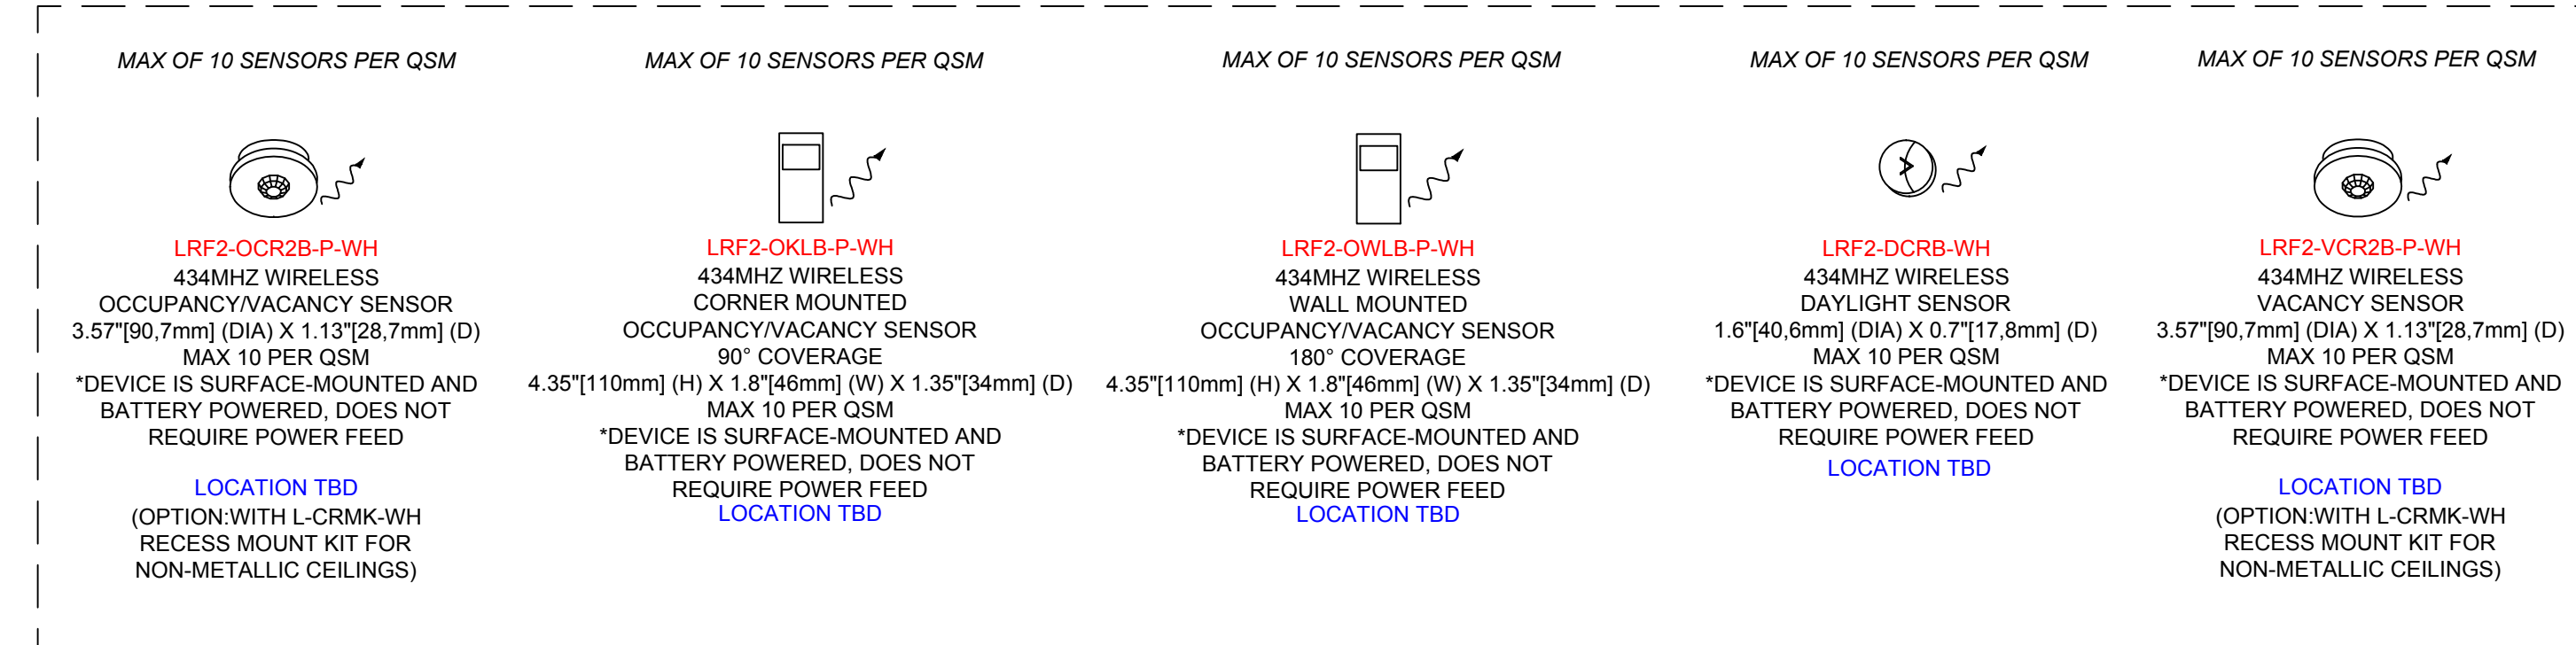 MAX OF 10 SENSORS PER QSM
LRF2-OCR2B-P-WH
434MHZ WIRELESS
OCCUPANCY/VACANCY SENSOR
3.57"[90,7mm] (DIA) X 1.13"[28,7mm] (D)
MAX 10 PER QSM
*DEVICE IS SURFACE-MOUNTED AND
BATTERY POWERED, DOES NOT
REQUIRE POWER FEED
LOCATION TBD
(OPTION:WITH L-CRMK-WH
RECESS MOUNT KIT FOR
NON-METALLIC CEILINGS)
MAX OF 10 SENSORS PER QSM
LRF2-OKLB-P-WH
434MHZ WIRELESS
CORNER MOUNTED
OCCUPANCY/VACANCY SENSOR
90° COVERAGE
4.35"[110mm] (H) X 1.8"[46mm] (W) X 1.35"[34mm] (D)
MAX 10 PER QSM
*DEVICE IS SURFACE-MOUNTED AND
BATTERY POWERED, DOES NOT
REQUIRE POWER FEED
LOCATION TBD
MAX OF 10 SENSORS PER QSM
LRF2-OWLB-P-WH
434MHZ WIRELESS
WALL MOUNTED
OCCUPANCY/VACANCY SENSOR
180° COVERAGE
4.35"[110mm] (H) X 1.8"[46mm] (W) X 1.35"[34mm] (D)
MAX 10 PER QSM
*DEVICE IS SURFACE-MOUNTED AND
BATTERY POWERED, DOES NOT
REQUIRE POWER FEED
LOCATION TBD
MAX OF 10 SENSORS PER QSM
LRF2-DCRB-WH
434MHZ WIRELESS
DAYLIGHT SENSOR
1.6"[40,6mm] (DIA) X 0.7"[17,8mm] (D)
MAX 10 PER QSM
*DEVICE IS SURFACE-MOUNTED AND
BATTERY POWERED, DOES NOT
REQUIRE POWER FEED
LOCATION TBD
MAX OF 10 SENSORS PER QSM
LRF2-VCR2B-P-WH
434MHZ WIRELESS
VACANCY SENSOR
3.57"[90,7mm] (DIA) X 1.13"[28,7mm] (D)
MAX 10 PER QSM
*DEVICE IS SURFACE-MOUNTED AND
BATTERY POWERED, DOES NOT
REQUIRE POWER FEED
LOCATION TBD
(OPTION:WITH L-CRMK-WH
RECESS MOUNT KIT FOR
NON-METALLIC CEILINGS)